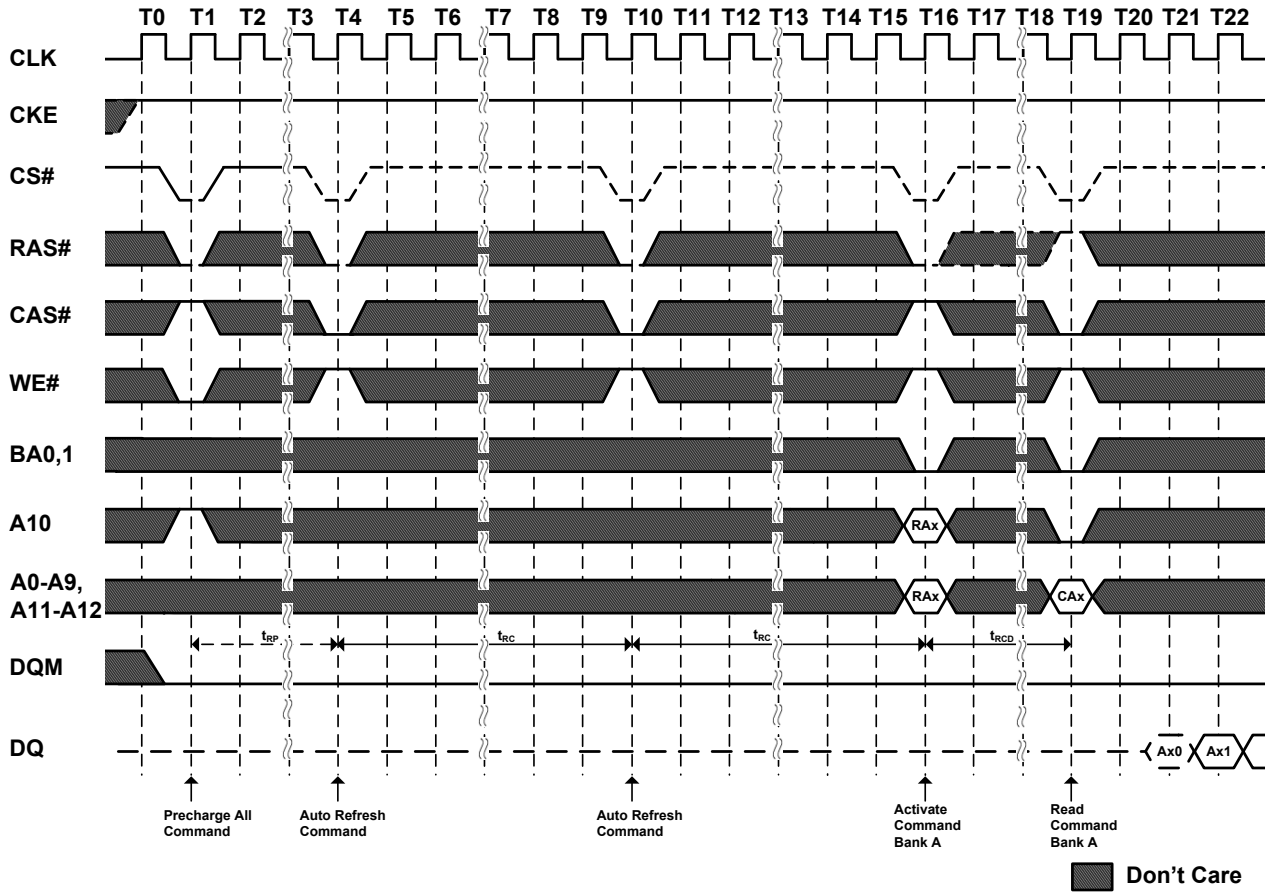 T0 T1 T2 T3 T4 T5 T6 T7 T8 T9 T10 T11 T12 T13 T14 T15 T16 T17 T18 T19 T20 T21 T22
CLK
CKE
CS#
RAS#
CAS#
WE#
BA0,1
A10
RAx
A0-A9,
A11-A12
RAx CAx
tRP tRC tRC tRCD
DQM
DQ
Ax0 Ax1
Precharge All
Command
Auto Refresh
Command
Auto Refresh
Command
Activate
Command
Bank A
Read
Command
Bank A
Don't Care